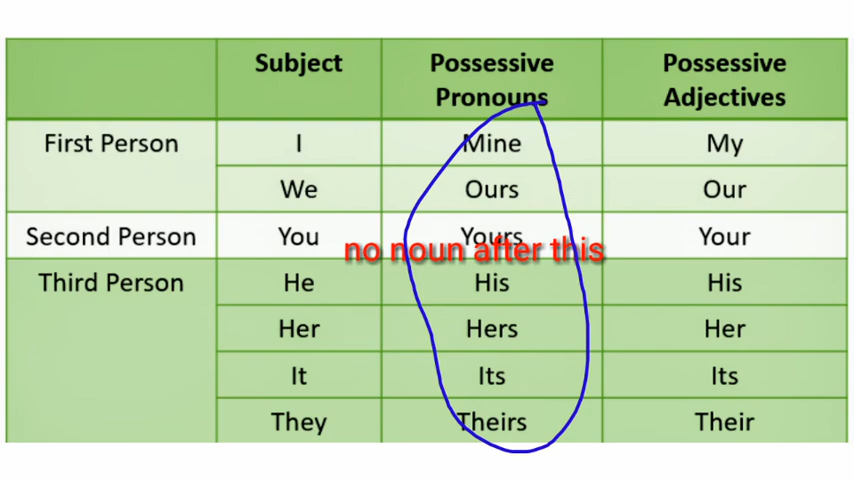 Subject Possessive Pronouns Possessive Adjectives
First Person I Mine My
We Ours Our
Second Person You Yours Your
no noun after this
Third Person He His His
Her Hers Her
It Its Its
They Theirs Their